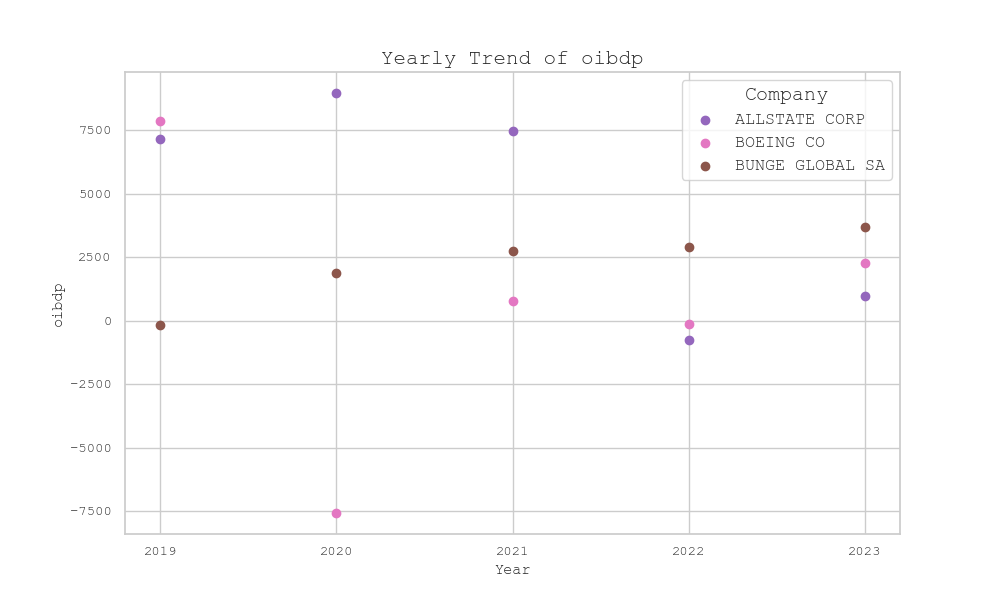 Yearly Trend of oibdp
Company
ALLSTATE CORP
BOEING CO
BUNGE GLOBAL SA
7500
5000
2500
0
−2500
−5000
−7500
oibdp
2019 2020 2021 2022 2023
Year